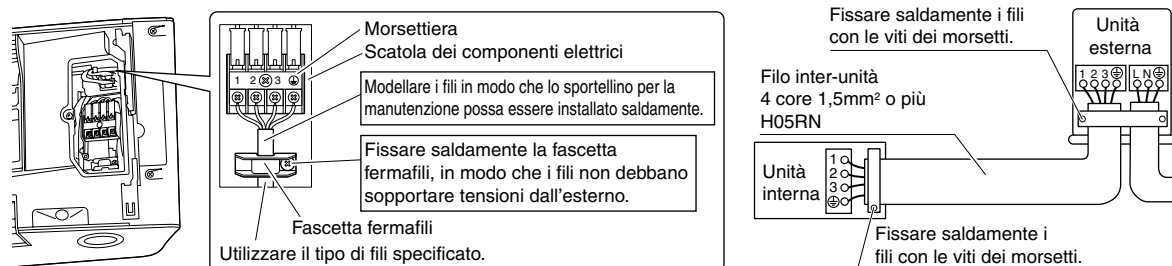 Morsettiera
Scatola dei componenti elettrici
1 2 3
Modellare i fili in modo che lo sportellino per la
manutenzione possa essere installato saldamente.
Fissare saldamente la fascetta
fermafili, in modo che i fili non debbano
sopportare tensioni dall'esterno.
Fascetta fermafili
Utilizzare il tipo di fili specificato.
Fissare saldamente i fili
con le viti dei morsetti.
Unità
esterna
1 2 3 L N
Filo inter-unità
4 core 1,5mm² o più
H05RN
Unità
interna
1
2
3
Fissare saldamente i
fili con le viti dei morsetti.